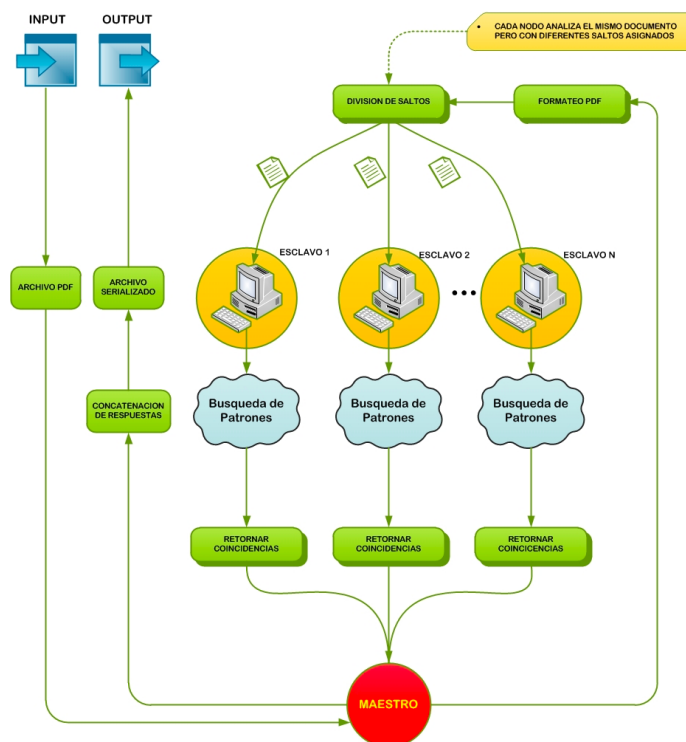 INPUT
OUTPUT
• CADA NODO ANALIZA EL MISMO DOCUMENTO
PERO CON DIFERENTES SALTOS ASIGNADOS
DIVISION DE SALTOS
FORMATEO PDF
ESCLAVO 1
ESCLAVO 2
ESCLAVO N
•••
ARCHIVO PDF
ARCHIVO
SERIALIZADO
CONCATENACION
DE RESPUESTAS
Busqueda de
Patrones
Busqueda de
Patrones
Busqueda de
Patrones
RETORNAR
COINCIDENCIAS
RETORNAR
COINCIDENCIAS
RETORNAR
COINCICENCIAS
MAESTRO